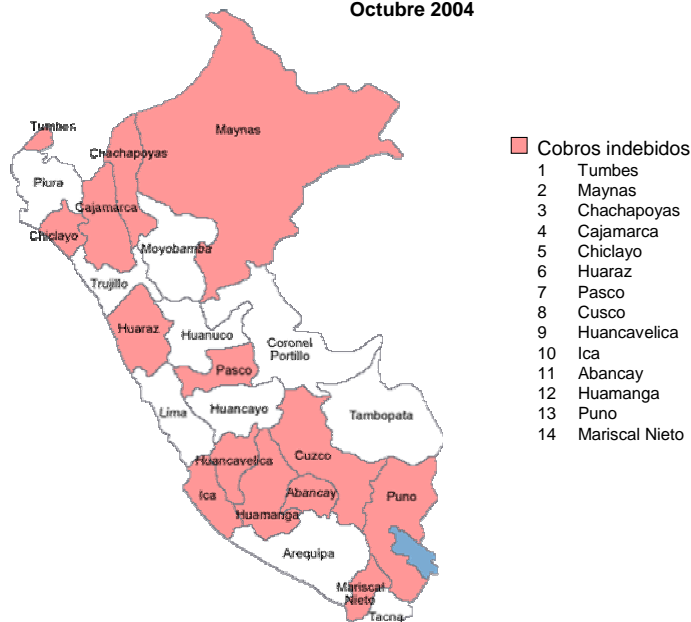 Octubre 2004
Tumbes
Maynas
Chachapoyas
Piura
Cajamarca
Chiclayo
Moyobamba
Trujillo
Huaraz
Huanuco
Coronel
Portillo
Pasco
Lima
Huancayo
Tambopata
Huancavelica
Cuzco
Ica
Abancay
Puno
Huamanga
Arequipa
Mariscal
Nieto
Tacna
Cobros indebidos
1 Tumbes
2 Maynas
3 Chachapoyas
4 Cajamarca
5 Chiclayo
6 Huaraz
7 Pasco
8 Cusco
9 Huancavelica
10 Ica
11 Abancay
12 Huamanga
13 Puno
14 Mariscal Nieto